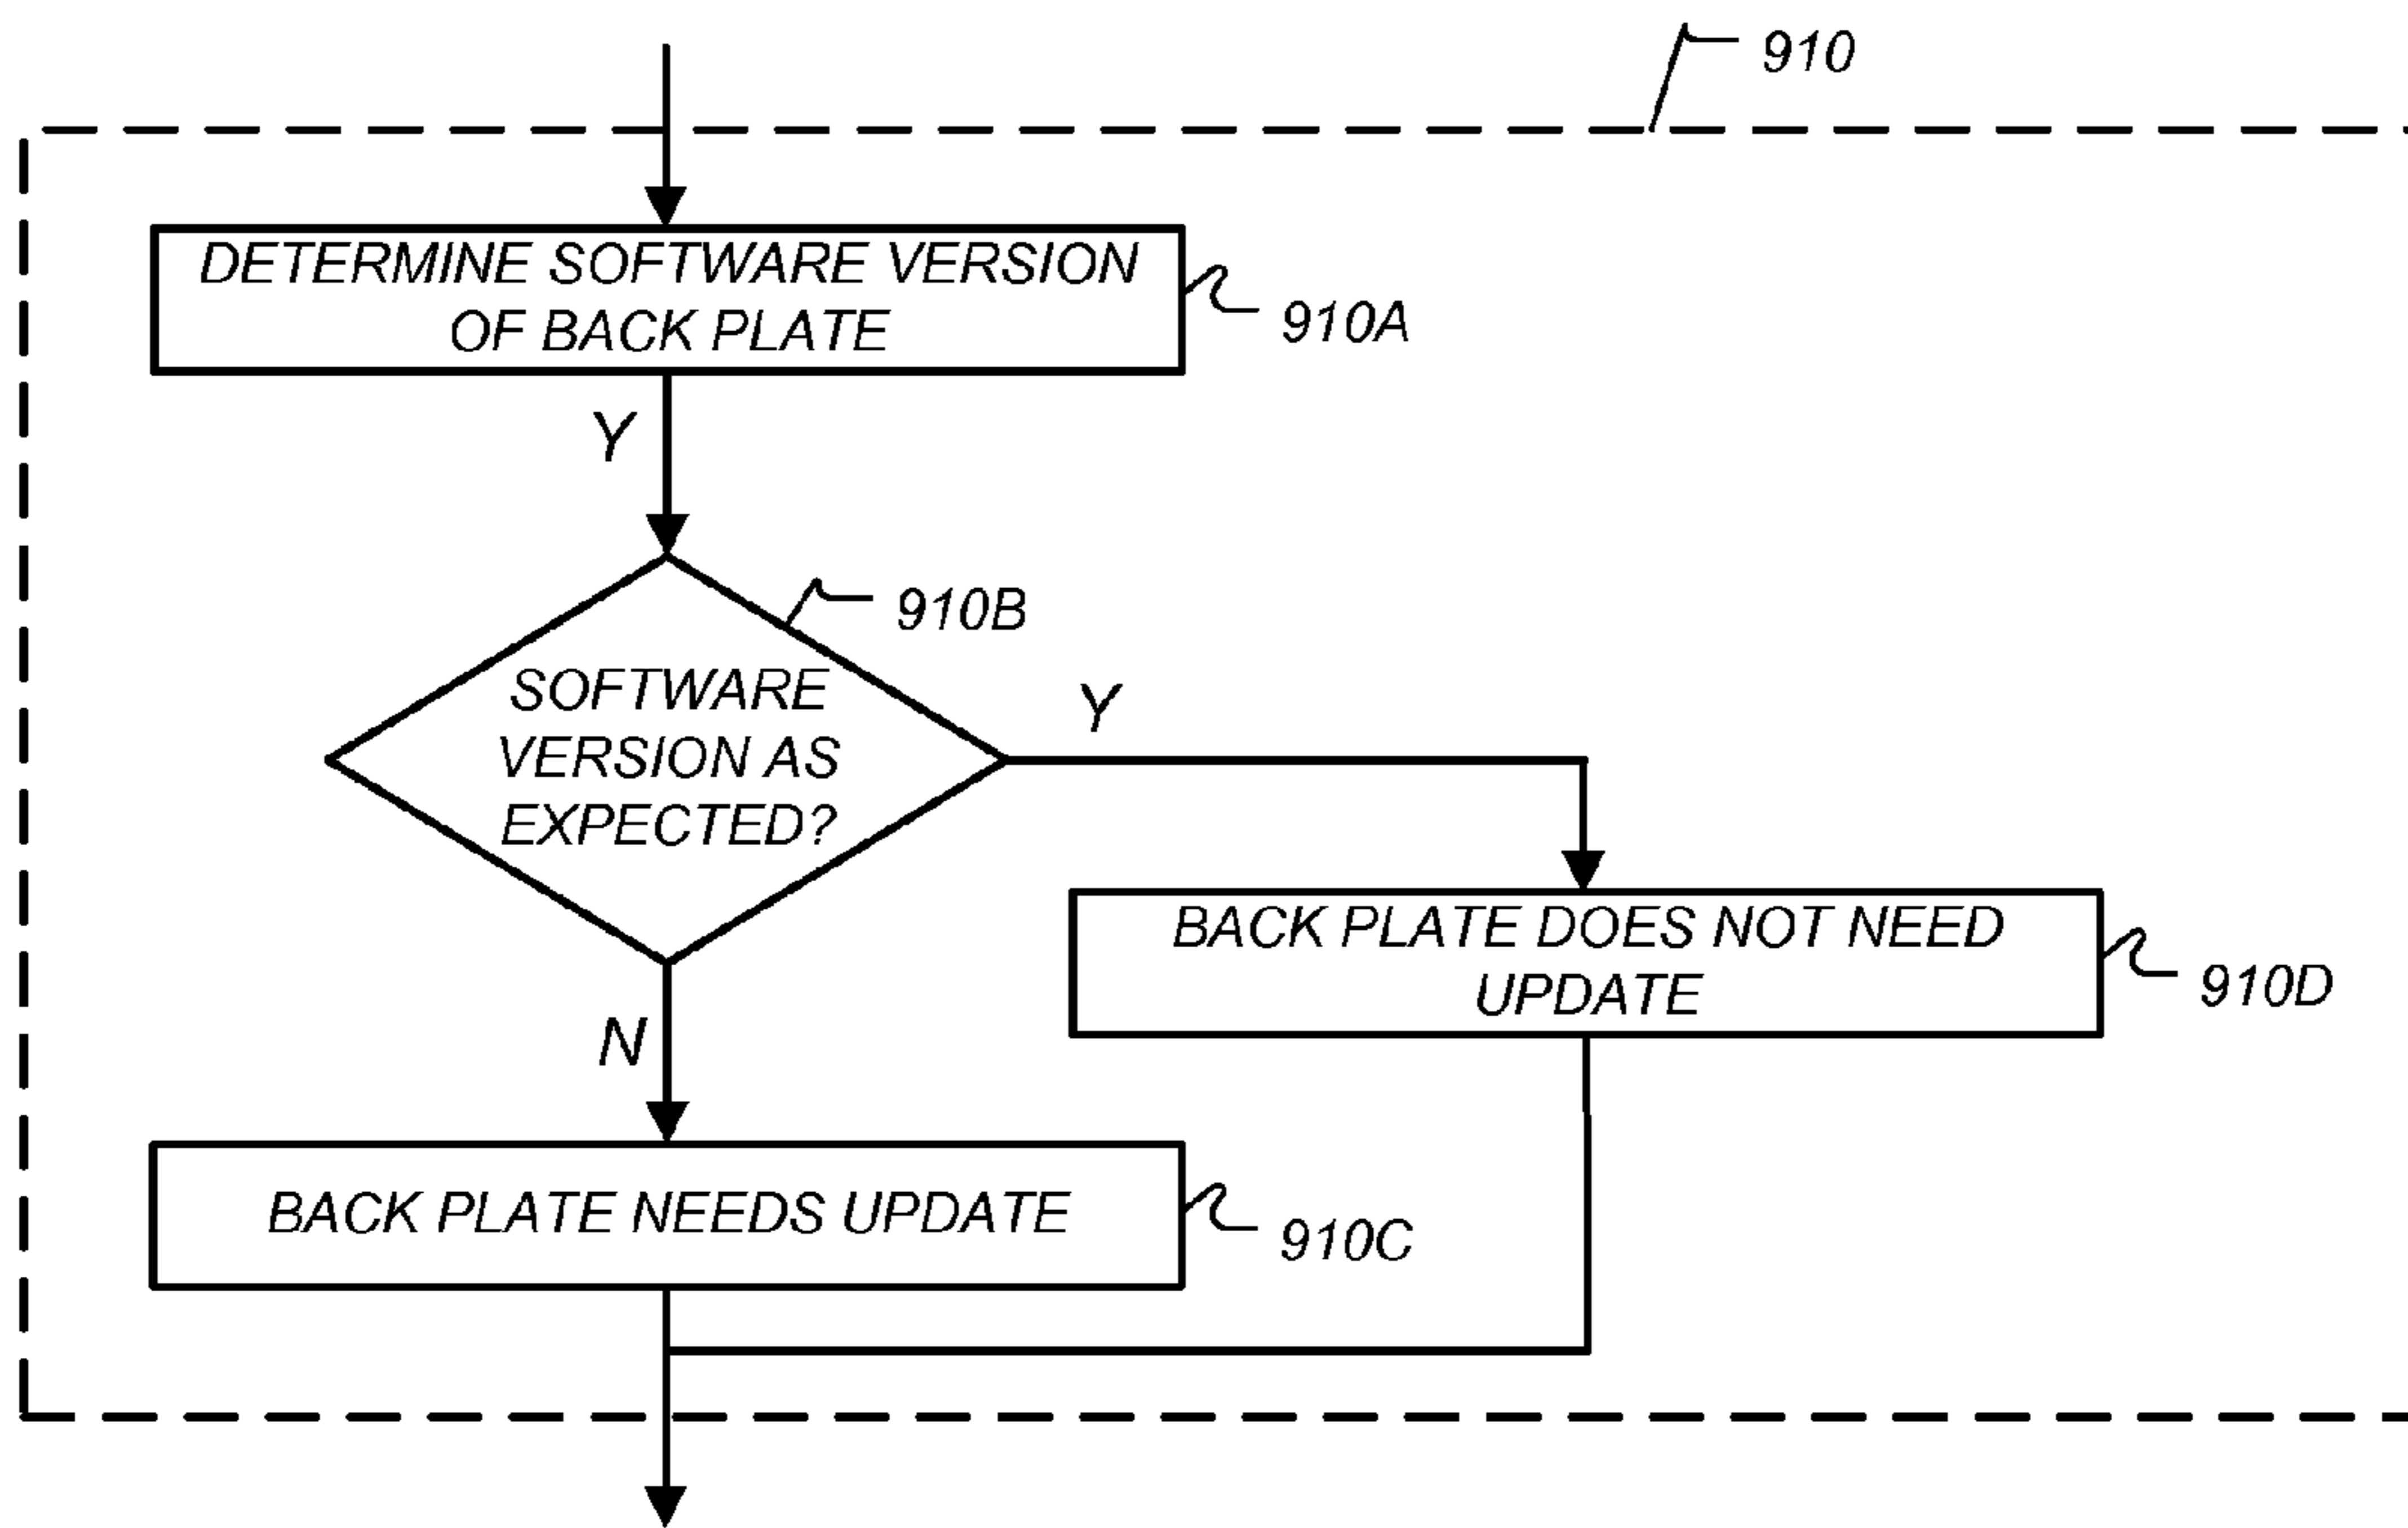 910
DETERMINE SOFTWARE VERSION
OF BACK PLATE
910A
Y
910B
SOFTWARE
VERSION AS
EXPECTED?
Y
BACK PLATE DOES NOT NEED
UPDATE
910D
N
BACK PLATE NEEDS UPDATE
910C